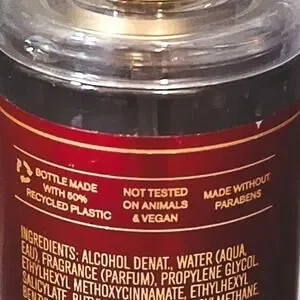 BOTTLE MADE
WITH 50%
RECYCLED PLASTIC
NOT TESTED
ON ANIMALS
& VEGAN
MADE WITHOUT
PARABENS
INGREDIENTS: ALCOHOL DENAT., WATER (AQUA,
EAU), FRAGRANCE (PARFUM), PROPYLENE GLYCOL,
ETHYLHEXYL METHOXYCINNAMATE, ETHYLHEXYL
SALICYLATE,